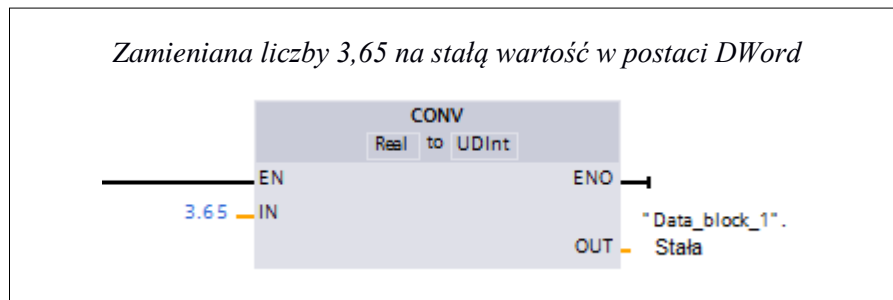 Zamieniana liczby 3,65 na stałą wartość w postaci DWord
CONV
Real to UDInt
EN ENO
3.65 IN
"Data_block_1".
OUT Stała